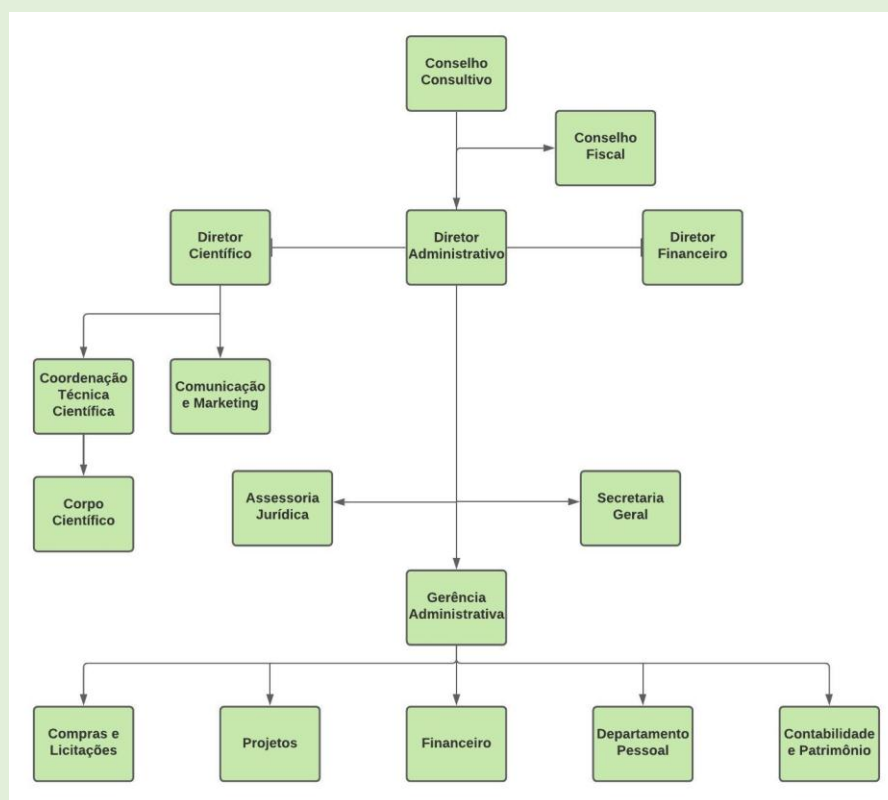 Conselho
Consultivo
Conselho
Fiscal
Diretor
Científico
Diretor
Administrativo
Diretor
Financeiro
Coordenação
Técnica
Científica
Comunicação
e Marketing
Corpo
Científico
Assessoria
Jurídica
Secretaria
Geral
Gerência
Administrativa
Compras e
Licitações
Projetos
Financeiro
Departamento
Pessoal
Contabilidade
e Patrimônio